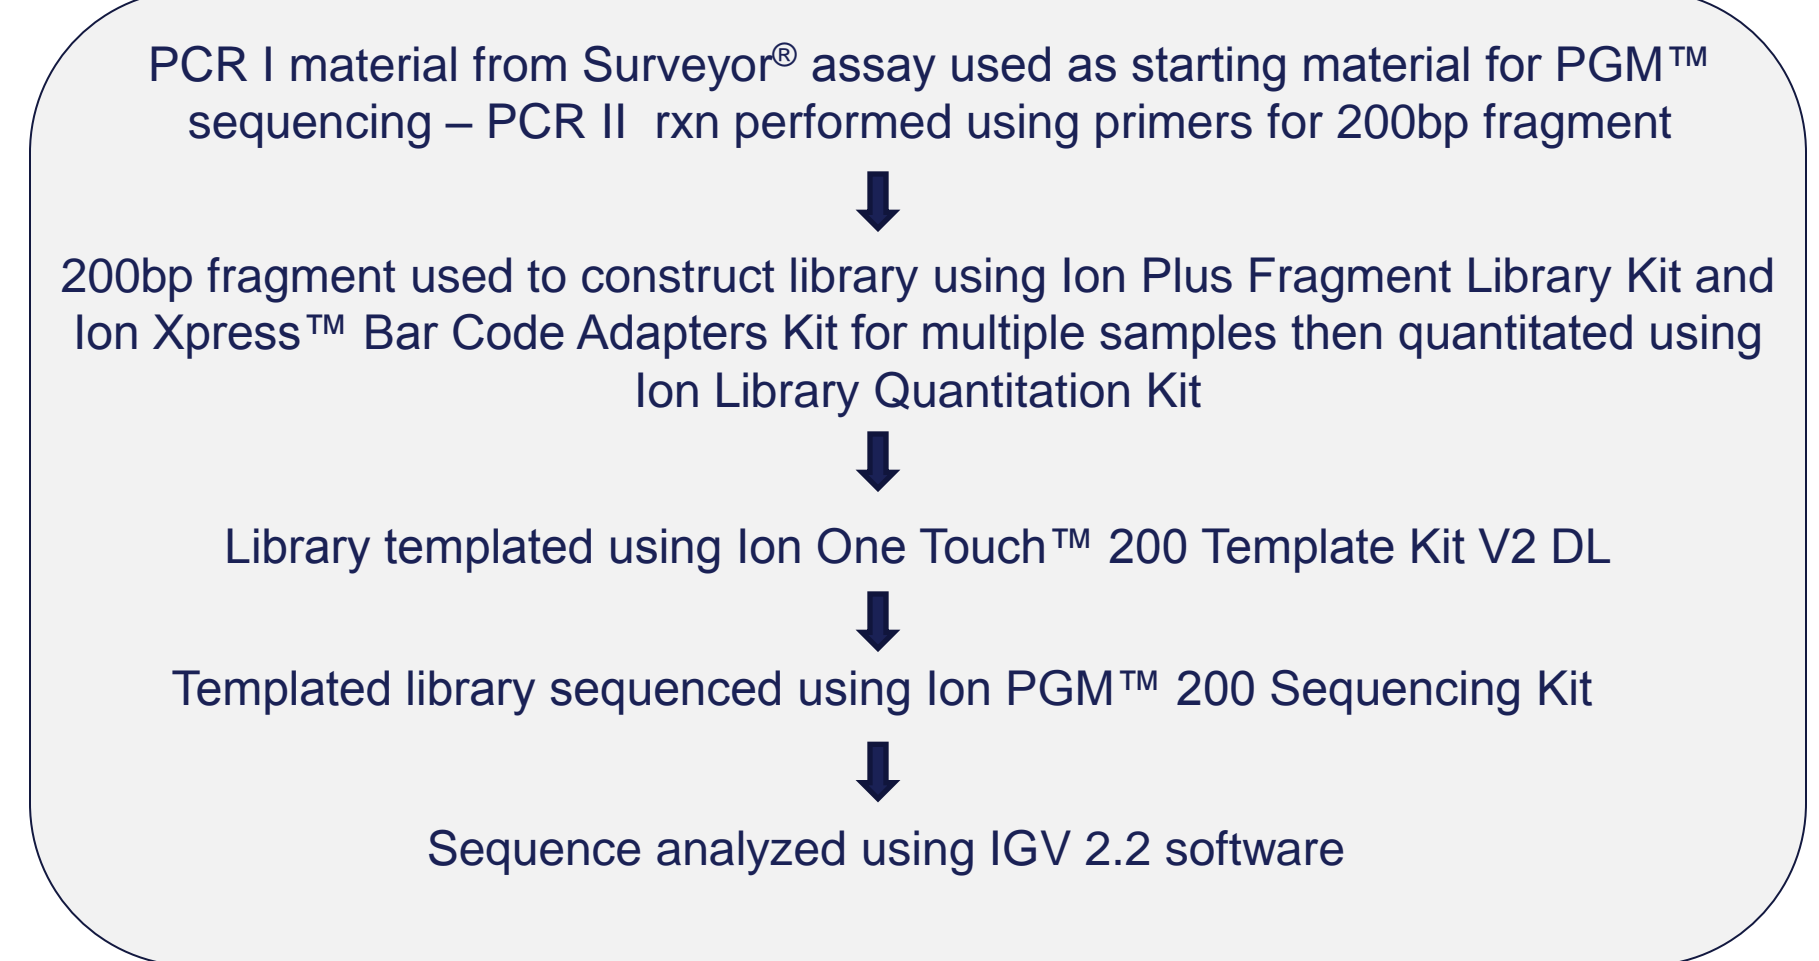 PCR I material from Surveyor® assay used as starting material for PGM™
sequencing – PCR II  rxn performed using primers for 200bp fragment
200bp fragment used to construct library using Ion Plus Fragment Library Kit and
Ion Xpress™ Bar Code Adapters Kit for multiple samples then quantitated using
Ion Library Quantitation Kit
Library templated using Ion One Touch™ 200 Template Kit V2 DL
Templated library sequenced using Ion PGM™ 200 Sequencing Kit
Sequence analyzed using IGV 2.2 software